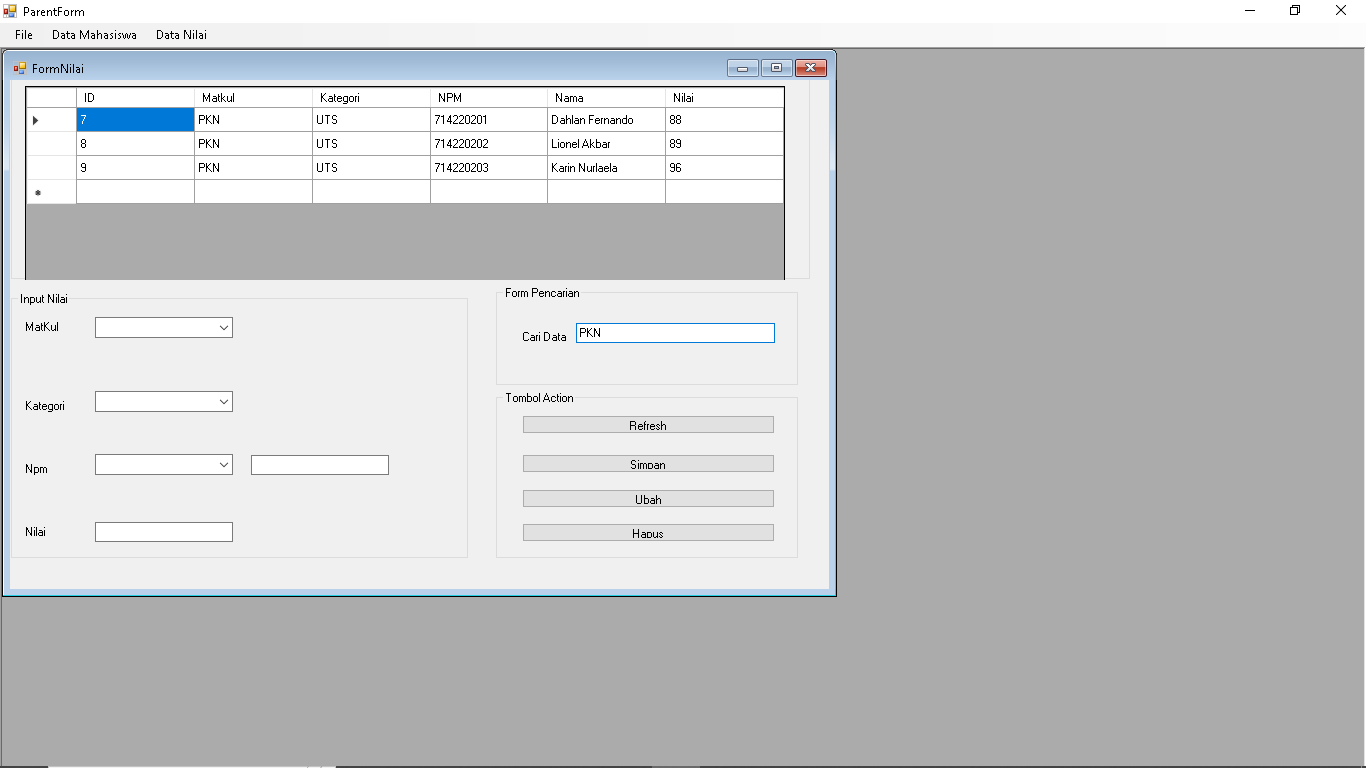 ParentForm
File Data Mahasiswa Data Nilai
FormNilai
ID Matkul Kategori NPM Nama Nilai
7 PKN UTS 714220201 Dahlan Fernando 88
8 PKN UTS 714220202 Lionel Akbar 89
9 PKN UTS 714220203 Karin Nurlaela 96
Input Nilai
MatKul
Kategori
Npm
Nilai
Form Pencarian
Cari Data PKN
Tombol Action
Refresh
Simpan
Ubah
Hapus